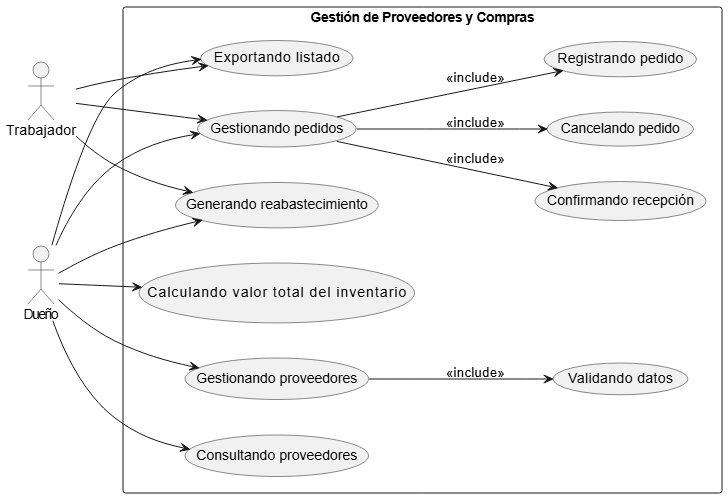 Gestión de Proveedores y Compras
Exportando listado
Registrando pedido
«include»
Trabajador
Gestionando pedidos
«include»
Cancelando pedido
«include»
Generando reabastecimiento
Confirmando recepción
Dueño
Calculando valor total del inventario
Gestionando proveedores
«include»
Validando datos
Consultando proveedores